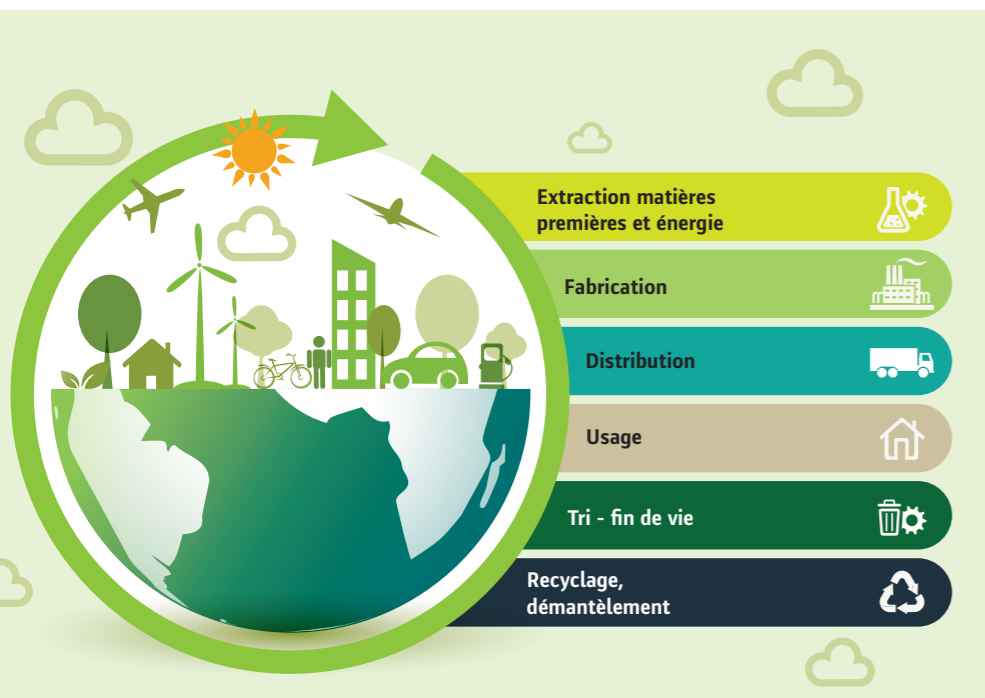 Extraction matières
premières et énergie
Fabrication
Distribution
Usage
Tri - fin de vie
Recyclage,
démantèlement